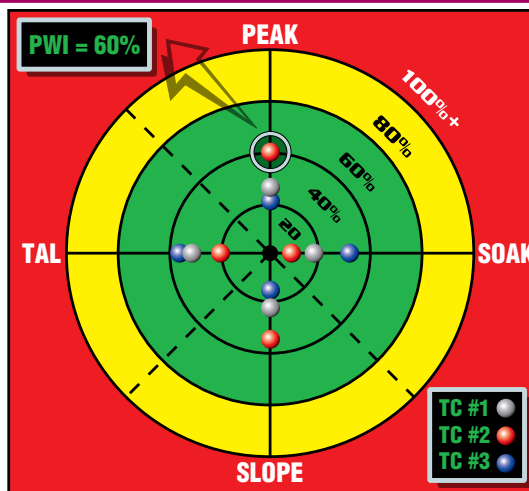 PWI = 60%
PEAK
100%+
80%
60%
40%
20
TAL
SOAK
SLOPE
TC #1
TC #2
TC #3